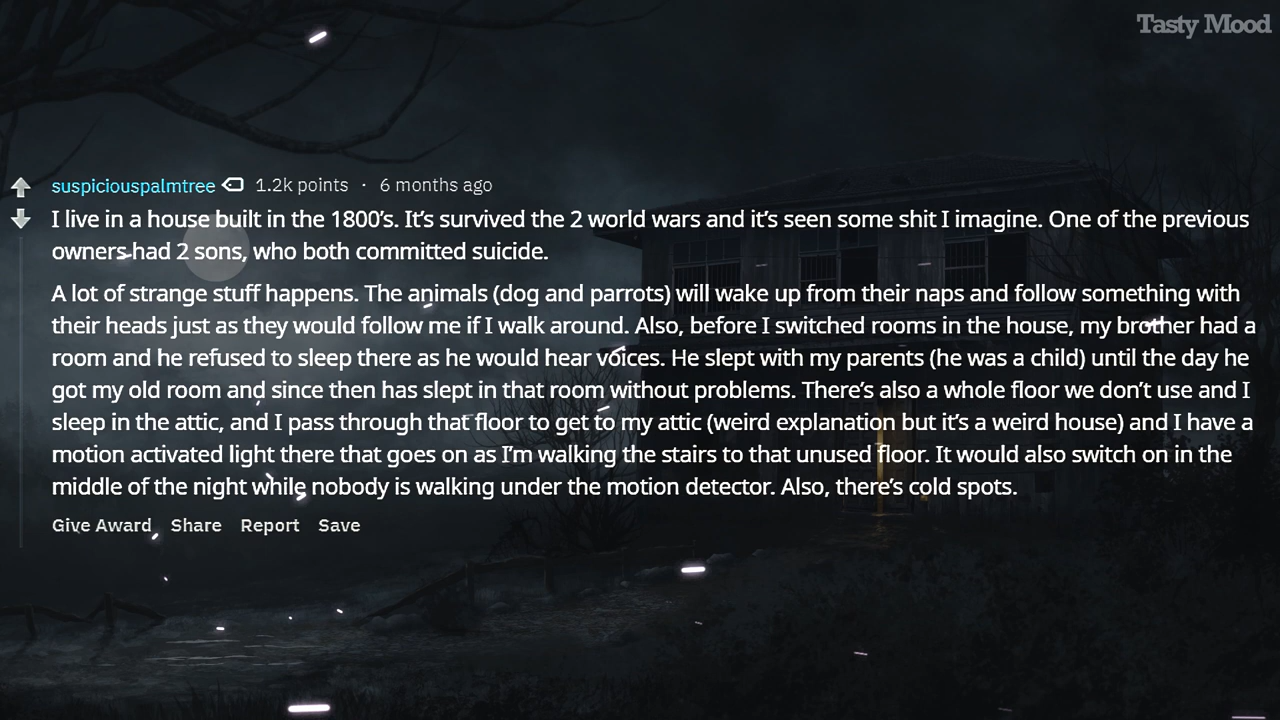 Tasty Mood
suspiciouspalmtree 1.2k points · 6 months ago
I live in a house built in the 1800’s. It’s survived the 2 world wars and it’s seen some shit I imagine. One of the previous
owners had 2 sons, who both committed suicide.
A lot of strange stuff happens. The animals (dog and parrots) will wake up from their naps and follow something with
their heads just as they would follow me if I walk around. Also, before I switched rooms in the house, my brother had a
room and he refused to sleep there as he would hear voices. He slept with my parents (he was a child) until the day he
got my old room and since then has slept in that room without problems. There’s also a whole floor we don’t use and I
sleep in the attic, and I pass through that floor to get to my attic (weird explanation but it’s a weird house) and I have a
motion activated light there that goes on as I’m walking the stairs to that unused floor. It would also switch on in the
middle of the night while nobody is walking under the motion detector. Also, there’s cold spots.
Give Award Share Report Save